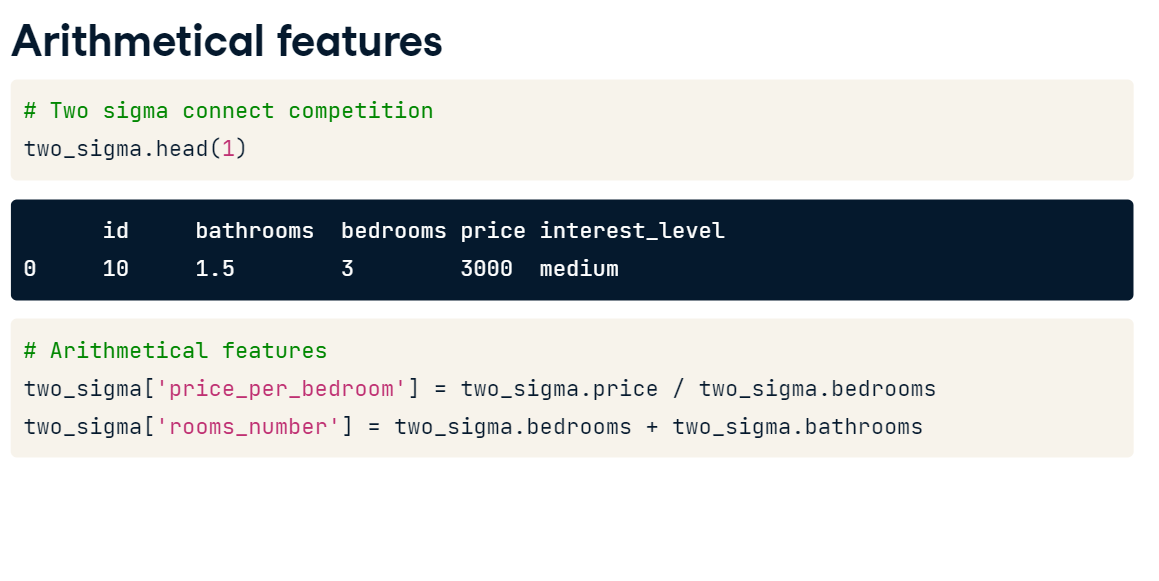 Arithmetical features
# Two sigma connect competition
two_sigma.head(1)
id bathrooms bedrooms price interest_level
0 10 1.5 3 3000 medium
# Arithmetical features
two_sigma['price_per_bedroom'] = two_sigma.price / two_sigma.bedrooms
two_sigma['rooms_number'] = two_sigma.bedrooms + two_sigma.bathrooms